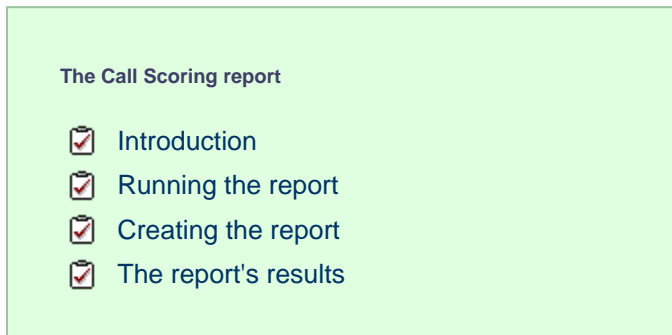 The Call Scoring report
Introduction
Running the report
Creating the report
The report's results